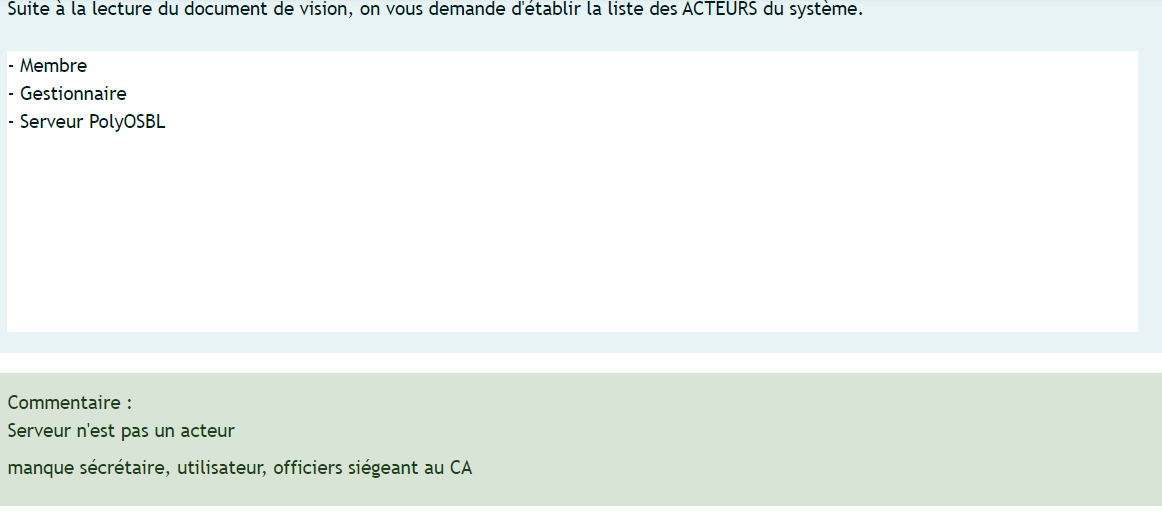 Suite à la lecture du document de vision, on vous demande d'établir la liste des ACTEURS du système.
- Membre
- Gestionnaire
- Serveur PolyOSBL
Commentaire :
Serveur n'est pas un acteur
manque sécrétaire, utilisateur, officiers siégeant au CA